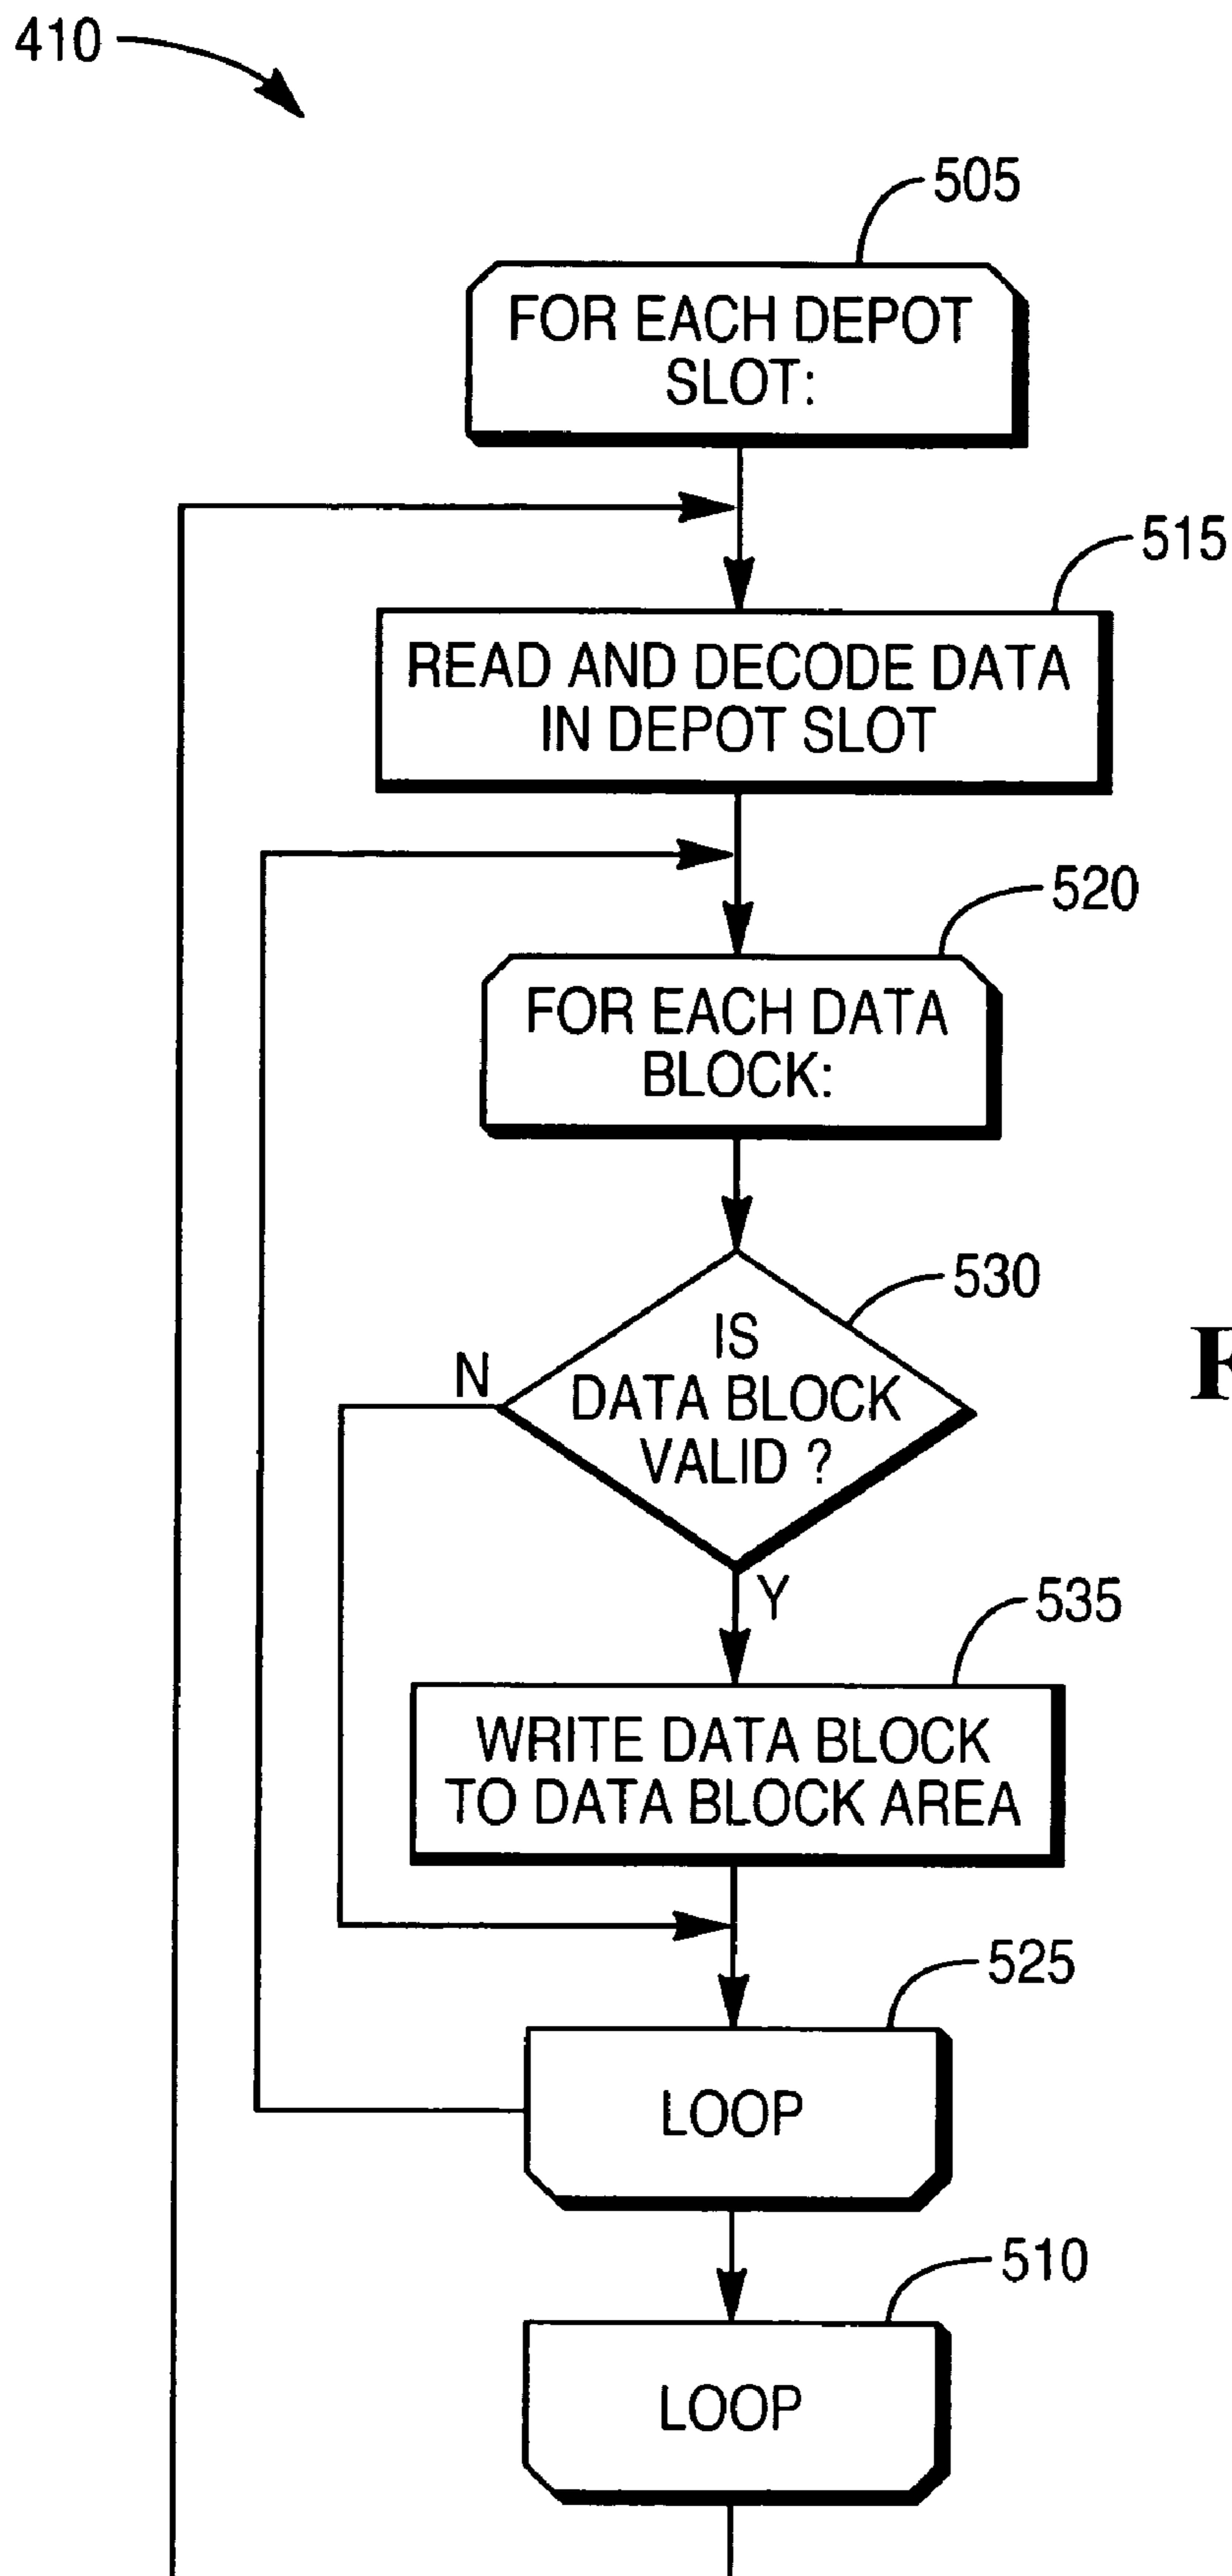 410
505
FOR EACH DEPOT
SLOT:
515
READ AND DECODE DATA
IN DEPOT SLOT
520
FOR EACH DATA
BLOCK:
530
IS
DATA BLOCK
VALID ?
N
Y
535
WRITE DATA BLOCK
TO DATA BLOCK AREA
525
LOOP
510
LOOP